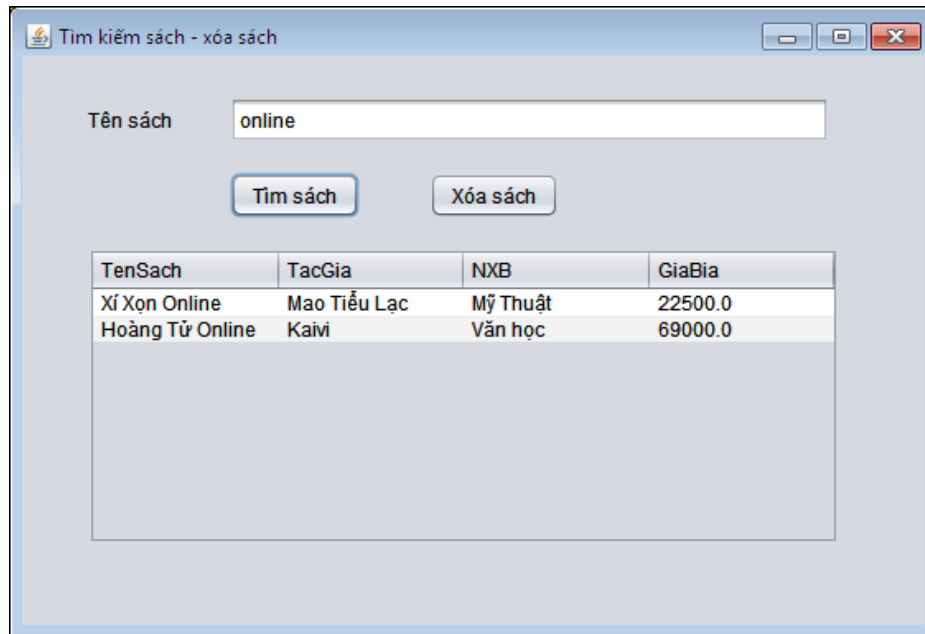 Tìm kiếm sách - xóa sách
Tên sách online
Tìm sách Xóa sách
TenSach TacGia NXB GiaBia
Xí Xọn Online Mao Tiểu Lạc Mỹ Thuật 22500.0
Hoàng Tử Online Kaivi Văn học 69000.0